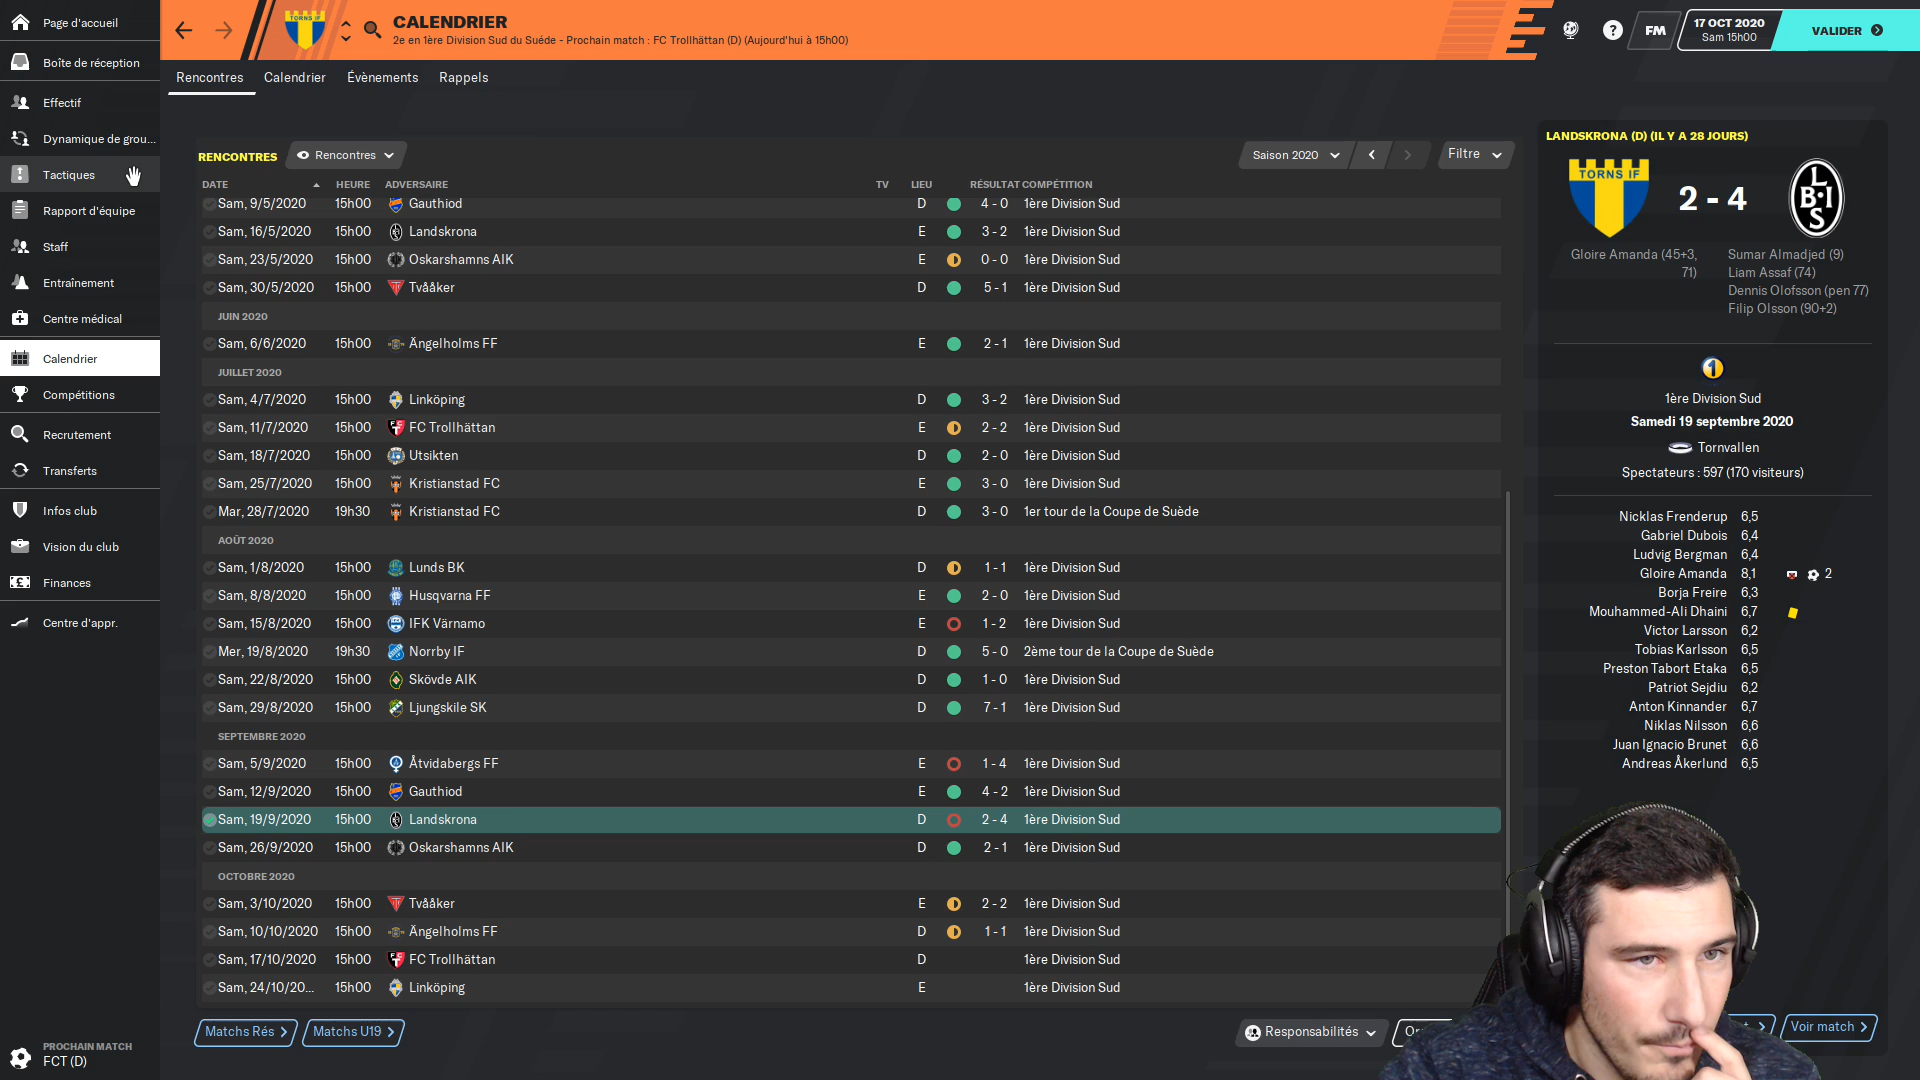 Page d'accueil
Boîte de réception
Effectif
Dynamique de grou...
Tactiques
Rapport d'équipe
Staff
Entraînement
Centre médical
Calendrier
Compétitions
Recrutement
Transferts
Infos club
Vision du club
Finances
Centre d'appr.
PROCHAIN MATCH
FCT (D)
TORNS IF
CALENDRIER
2e en 1ère Division Sud du Suéde - Prochain match : FC Trollhättan (D) (Aujourd'hui à 15h00)
FM
17 OCT 2020
Sam 15h00
VALIDER
Rencontres Calendrier Évènements Rappels
RENCONTRES Rencontres Saison 2020 Filtre
DATE HEURE ADVERSAIRE TV LIEU RÉSULTAT COMPÉTITION
Sam, 9/5/2020 15h00 Gauthiod D 4 - 0 1ère Division Sud
Sam, 16/5/2020 15h00 Landskrona E 3 - 2 1ère Division Sud
Sam, 23/5/2020 15h00 Oskarshamns AIK E 0 - 0 1ère Division Sud
Sam, 30/5/2020 15h00 Tvååker D 5 - 1 1ère Division Sud
JUIN 2020
Sam, 6/6/2020 15h00 Ängelholms FF E 2 - 1 1ère Division Sud
JUILLET 2020
Sam, 4/7/2020 15h00 Linköping D 3 - 2 1ère Division Sud
Sam, 11/7/2020 15h00 FC Trollhättan E 2 - 2 1ère Division Sud
Sam, 18/7/2020 15h00 Utsikten D 2 - 0 1ère Division Sud
Sam, 25/7/2020 15h00 Kristianstad FC E 3 - 0 1ère Division Sud
Mar, 28/7/2020 19h30 Kristianstad FC D 3 - 0 1er tour de la Coupe de Suède
AOÛT 2020
Sam, 1/8/2020 15h00 Lunds BK D 1 - 1 1ère Division Sud
Sam, 8/8/2020 15h00 Husqvarna FF E 2 - 0 1ère Division Sud
Sam, 15/8/2020 15h00 IFK Värnamo E 1 - 2 1ère Division Sud
Mer, 19/8/2020 19h30 Norrby IF D 5 - 0 2ème tour de la Coupe de Suède
Sam, 22/8/2020 15h00 Skövde AIK D 1 - 0 1ère Division Sud
Sam, 29/8/2020 15h00 Ljungskile SK D 7 - 1 1ère Division Sud
SEPTEMBRE 2020
Sam, 5/9/2020 15h00 Åtvidabergs FF E 1 - 4 1ère Division Sud
Sam, 12/9/2020 15h00 Gauthiod E 4 - 2 1ère Division Sud
Sam, 19/9/2020 15h00 Landskrona D 2 - 4 1ère Division Sud
Sam, 26/9/2020 15h00 Oskarshamns AIK D 2 - 1 1ère Division Sud
OCTOBRE 2020
Sam, 3/10/2020 15h00 Tvååker E 2 - 2 1ère Division Sud
Sam, 10/10/2020 15h00 Ängelholms FF D 1 - 1 1ère Division Sud
Sam, 17/10/2020 15h00 FC Trollhättan D 1ère Division Sud
Sam, 24/10/20... 15h00 Linköping E 1ère Division Sud
Matchs Rés Matchs U19 Responsabilités Voir match
LANDSKRONA (D) (IL Y A 28 JOURS)
TORNS IF
2 - 4
LBIS
Gloire Amanda (45+3,
71)
Sumar Almadjed (9)
Liam Assaf (74)
Dennis Olofsson (pen 77)
Filip Olsson (90+2)
1
1ère Division Sud
Samedi 19 septembre 2020
Tornvallen
Spectateurs : 597 (170 visiteurs)
Nicklas Frenderup 6,5
Gabriel Dubois 6,4
Ludvig Bergman 6,4
Gloire Amanda 8,1 2
Borja Freire 6,3
Mouhammed-Ali Dhaini 6,7
Victor Larsson 6,2
Tobias Karlsson 6,5
Preston Tabort Etaka 6,5
Patriot Sejdiu 6,2
Anton Kinnander 6,7
Niklas Nilsson 6,6
Juan Ignacio Brunet 6,6
Andreas Åkerlund 6,5